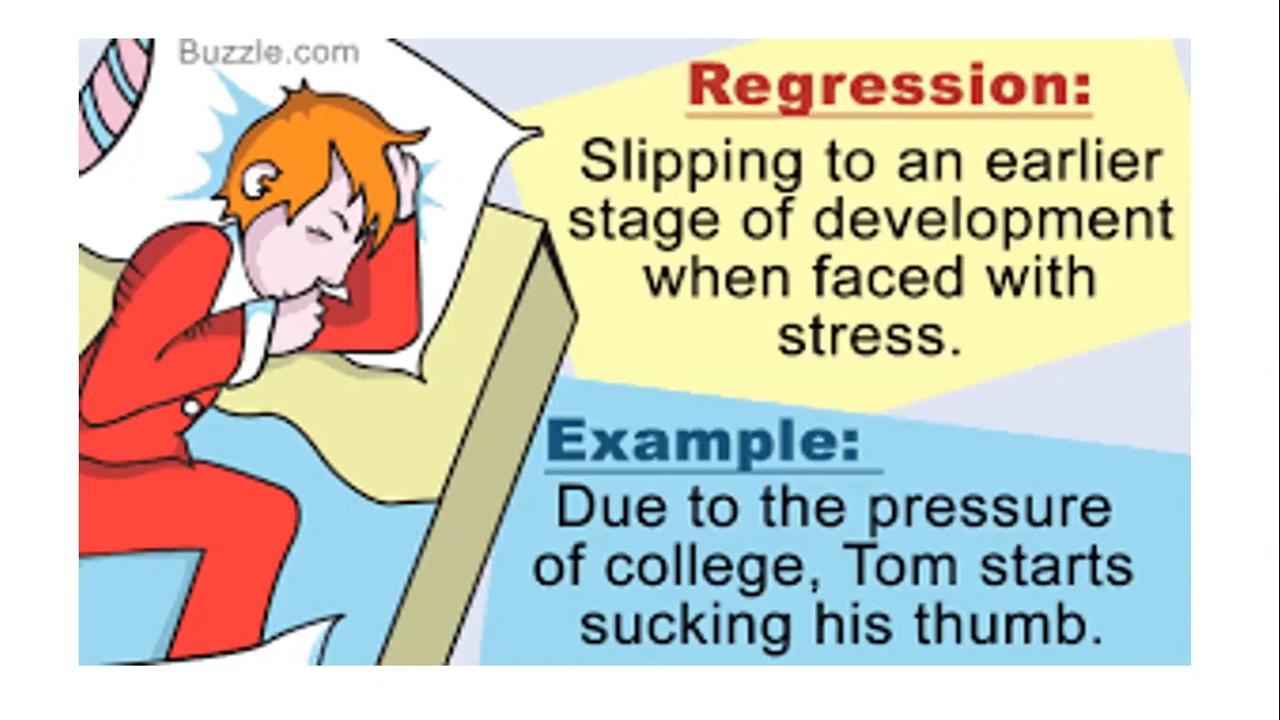 Buzzle.com
Regression:
Slipping to an earlier
stage of development
when faced with
stress.
Example:
Due to the pressure
of college, Tom starts
sucking his thumb.